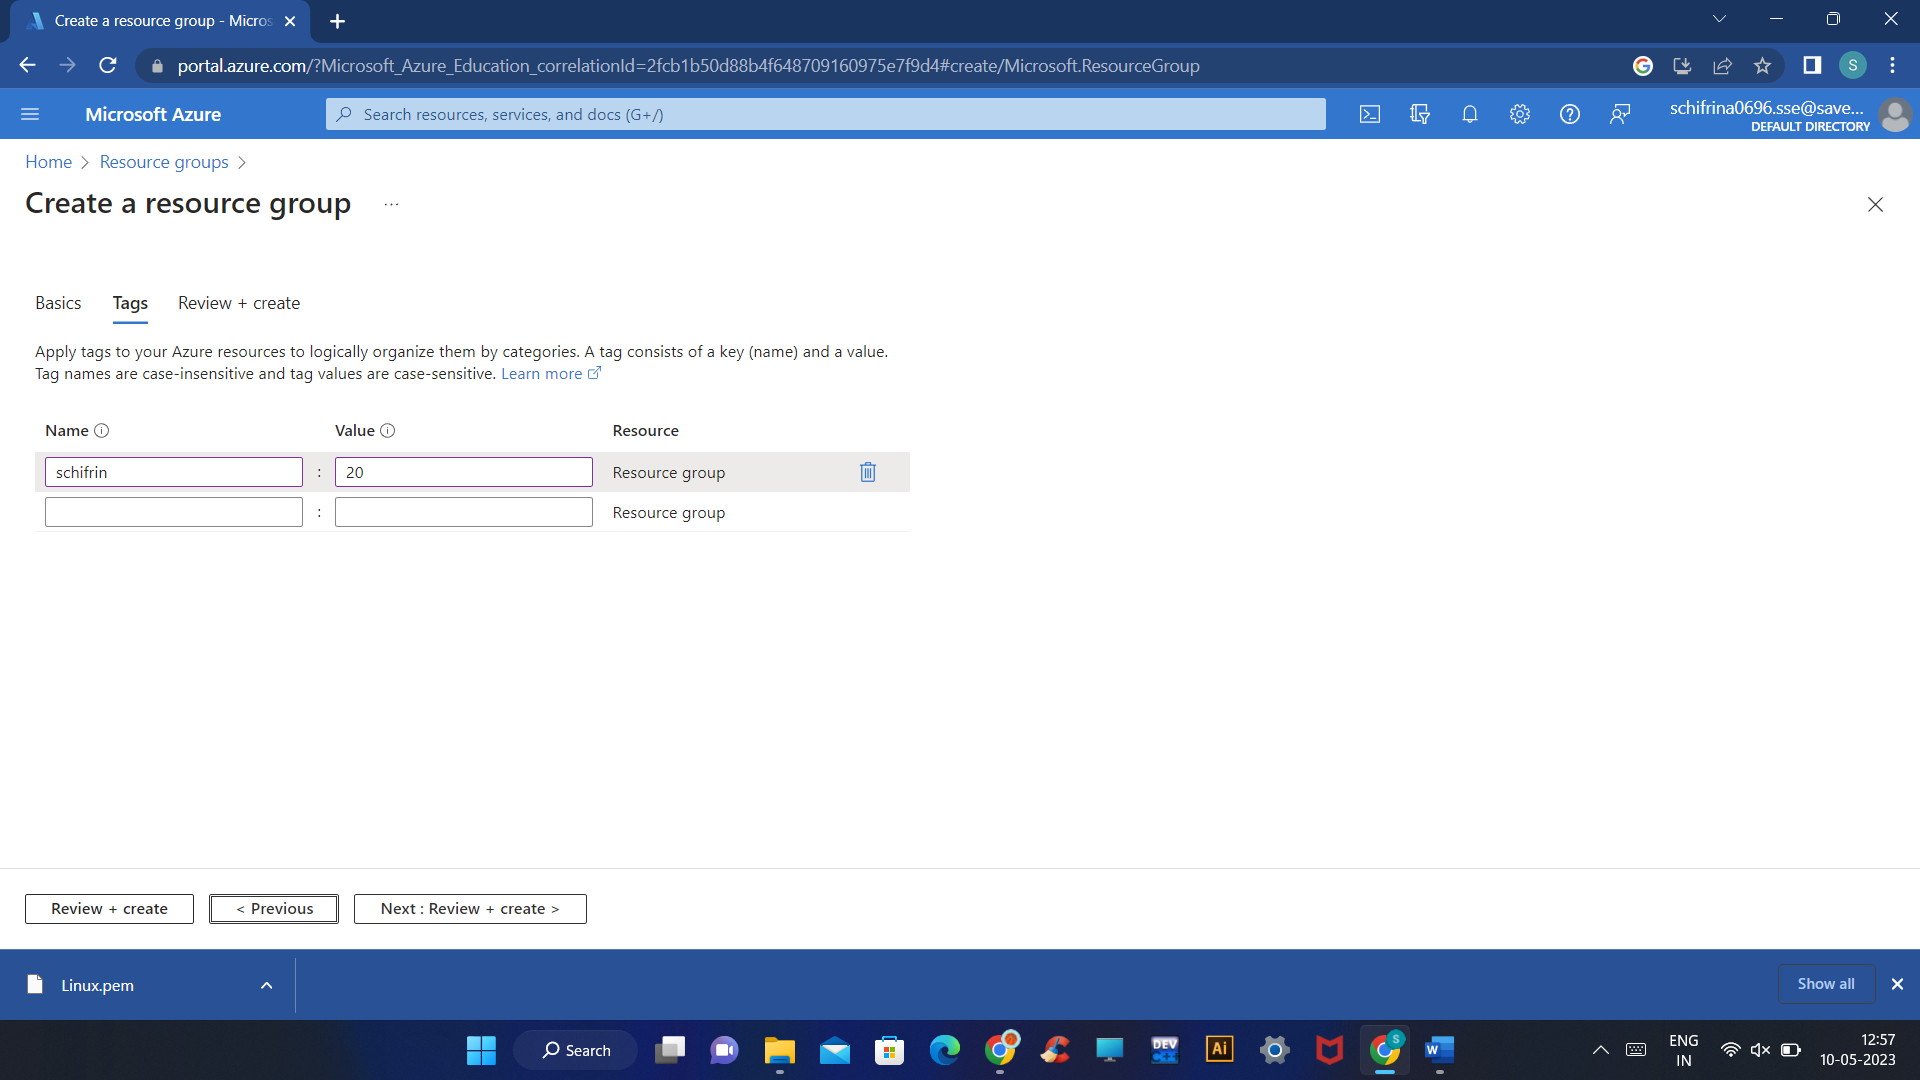 Create a resource group - Micros
portal.azure.com/?Microsoft_Azure_Education_correlationId=2fcb1b50d88b4f648709160975e7f9d4#create/Microsoft.ResourceGroup
S
Microsoft Azure
Search resources, services, and docs (G+/)
schifrina0696.sse@save...
DEFAULT DIRECTORY
Home > Resource groups >
Create a resource group ...
Basics Tags Review + create
Apply tags to your Azure resources to logically organize them by categories. A tag consists of a key (name) and a value.
Tag names are case-insensitive and tag values are case-sensitive. Learn more
Name Value Resource
schifrin : 20 Resource group
: Resource group
Review + create < Previous Next : Review + create >
Linux.pem Show all
Search
DEV
C++
Ai
S
W
ENG
IN
12:57
10-05-2023